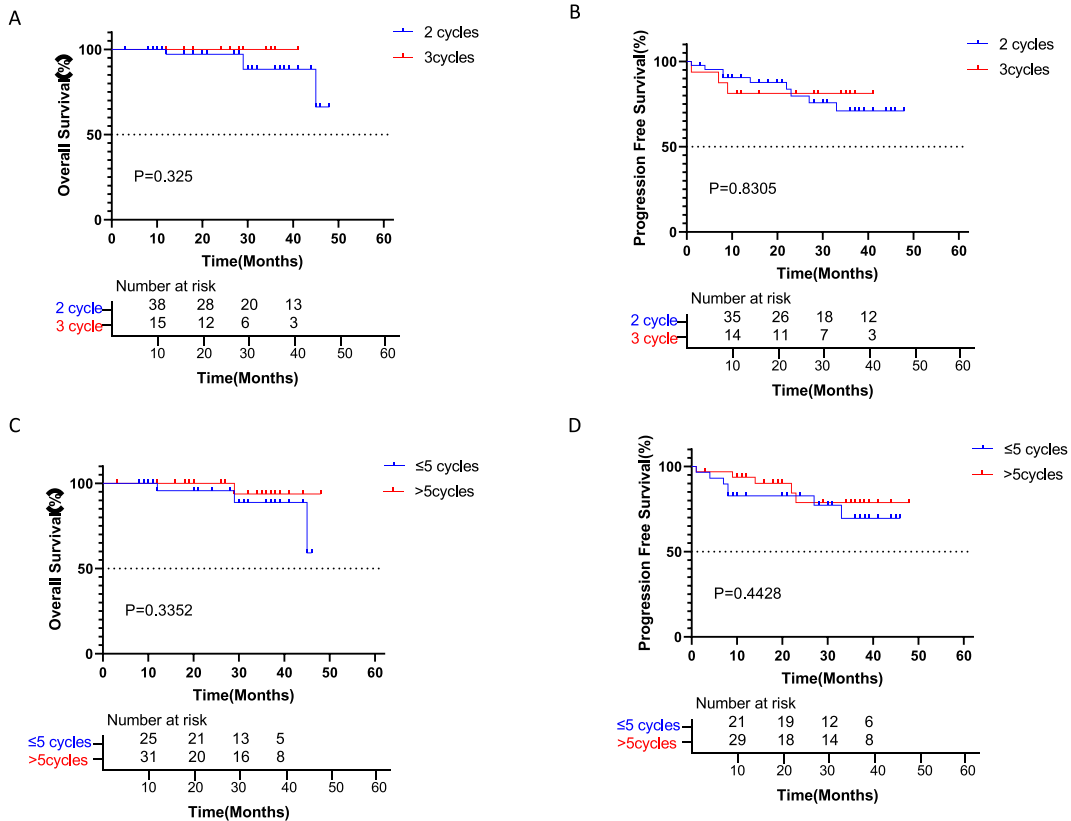 A
100
50
0
Overall Survival(%)
0 10 20 30 40 50 60
Time(Months)
P=0.325
2 cycles
3cycles
Number at risk
2 cycle 38 28 20 13
3 cycle 15 12 6 3
10 20 30 40 50 60
Time(Months)
B
100
50
0
Progression Free Survival(%)
0 10 20 30 40 50 60
Time(Months)
P=0.8305
2 cycles
3cycles
Number at risk
2 cycle 35 26 18 12
3 cycle 14 11 7 3
10 20 30 40 50 60
Time(Months)
C
100
50
0
Overall Survival(%)
0 10 20 30 40 50 60
Time(Months)
P=0.3352
≤5 cycles
>5cycles
Number at risk
≤5 cycles 25 21 13 5
>5cycles 31 20 16 8
10 20 30 40 50 60
Time(Months)
D
100
50
0
Progression Free Survival(%)
0 10 20 30 40 50 60
Time(Months)
P=0.4428
≤5 cycles
>5cycles
Number at risk
≤5 cycles 21 19 12 6
>5cycles 29 18 14 8
10 20 30 40 50 60
Time(Months)